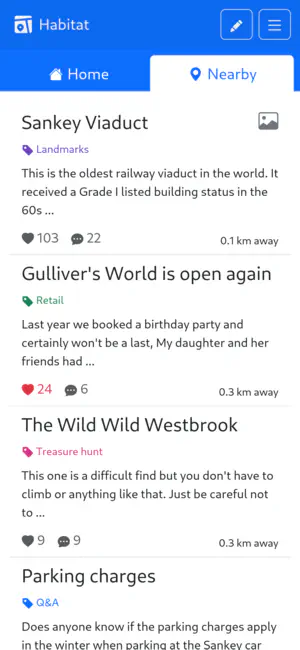 Habitat
Home
Nearby
Sankey Viaduct
Landmarks
This is the oldest railway viaduct in the world. It
received a Grade I listed building status in the
60s ...
103 22 0.1 km away
Gulliver's World is open again
Retail
Last year we booked a birthday party and
certainly won't be a last, My daughter and her
friends had ...
24 6 0.3 km away
The Wild Wild Westbrook
Treasure hunt
This one is a difficult find but you don't have to
climb or anything like that. Just be careful not
to ...
9 9 0.3 km away
Parking charges
Q&A
Does anyone know if the parking charges apply
in the winter when parking at the Sankey car